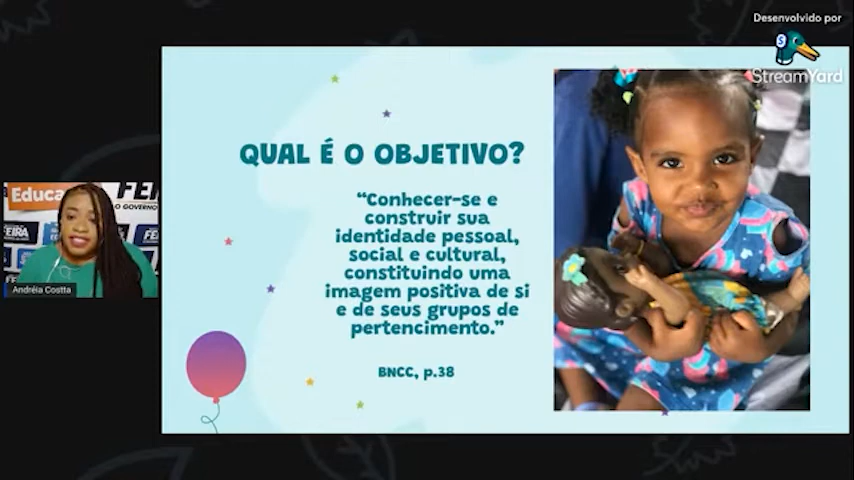 Desenvolvido por
StreamYard
QUAL É O OBJETIVO?
“Conhecer-se e
construir sua
identidade pessoal,
social e cultural,
constituindo uma
imagem positiva de si
e de seus grupos de
pertencimento.”
BNCC, p.38
Educa
FEIRA
O GOVERNO
FEIRA
Andréia Costta